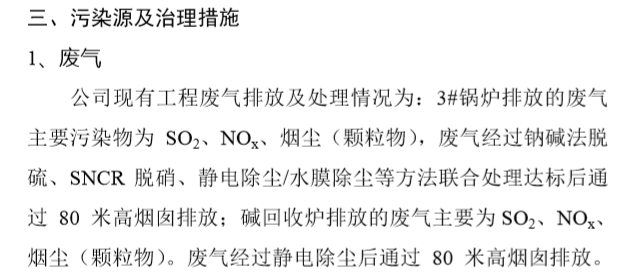 三、污染源及治理措施
1、废气
公司现有工程废气排放及处理情况为：3#锅炉排放的废气
主要污染物为 SO₂、NOₓ、烟尘（颗粒物），废气经过钠碱法脱
硫、SNCR 脱硝、静电除尘/水膜除尘等方法联合处理达标后通
过 80 米高烟囱排放；碱回收炉排放的废气主要为 SO₂、NOₓ、
烟尘（颗粒物）。废气经过静电除尘后通过 80 米高烟囱排放。